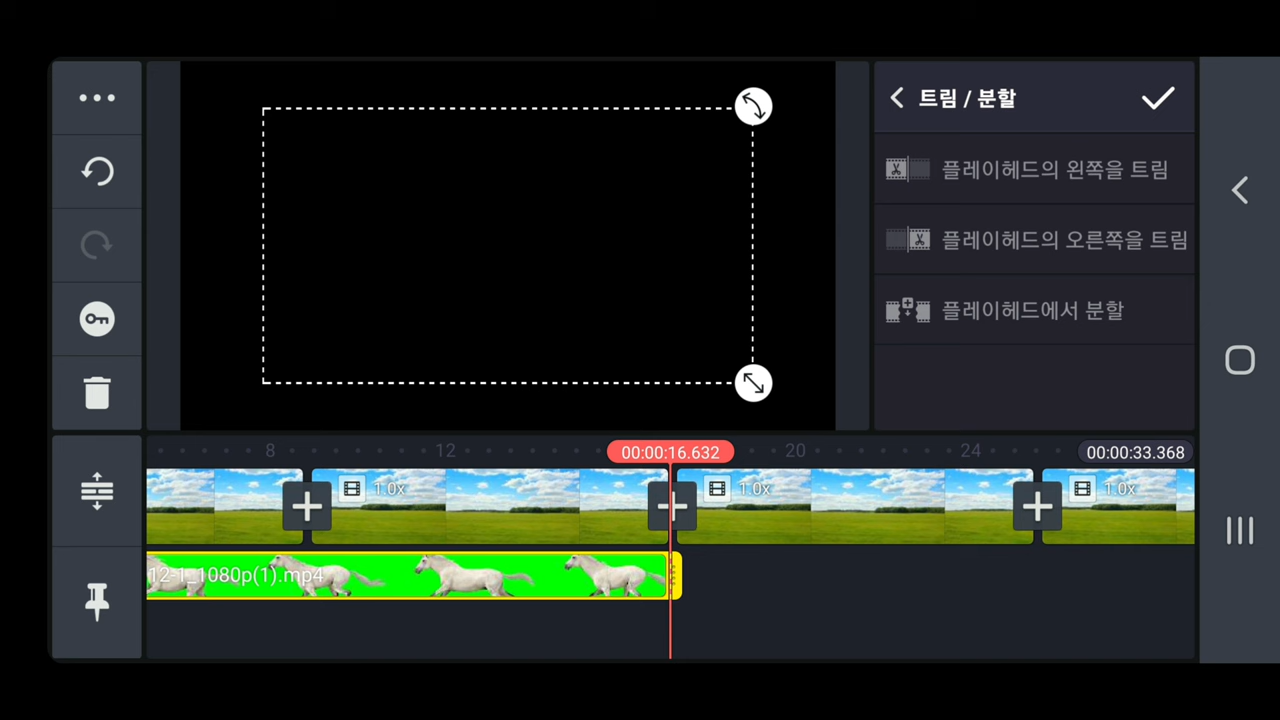 트림 / 분할
플레이헤드의 왼쪽을 트림
플레이헤드의 오른쪽을 트림
플레이헤드에서 분할
8 12 00:00:16.632 20 24 00:00:33.368
1.0x 1.0x 1.0x
12-1_1080p(1).mp4